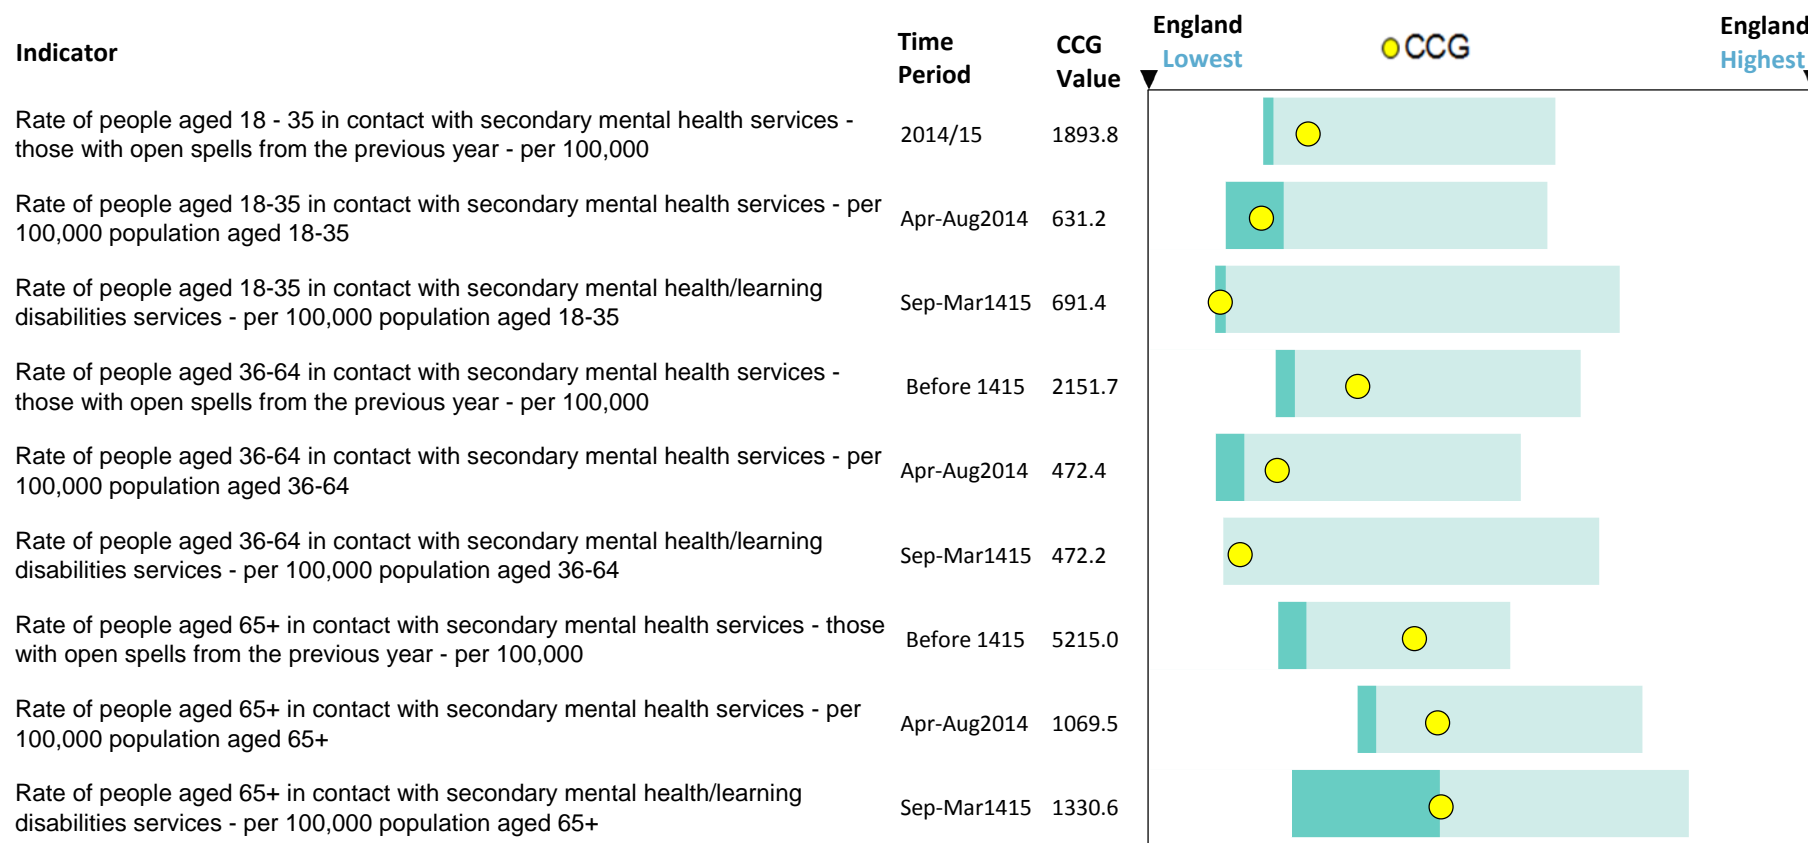 Indicator
Time
Period
CCG
Value
England
Lowest
CCG
England
Highest
Rate of people aged 18 - 35 in contact with secondary mental health services -
those with open spells from the previous year - per 100,000
2014/15 1893.8
Rate of people aged 18-35 in contact with secondary mental health services - per
100,000 population aged 18-35
Apr-Aug2014 631.2
Rate of people aged 18-35 in contact with secondary mental health/learning
disabilities services - per 100,000 population aged 18-35
Sep-Mar1415 691.4
Rate of people aged 36-64 in contact with secondary mental health services -
those with open spells from the previous year - per 100,000
Before 1415 2151.7
Rate of people aged 36-64 in contact with secondary mental health services - per
100,000 population aged 36-64
Apr-Aug2014 472.4
Rate of people aged 36-64 in contact with secondary mental health/learning
disabilities services - per 100,000 population aged 36-64
Sep-Mar1415 472.2
Rate of people aged 65+ in contact with secondary mental health services - those
with open spells from the previous year - per 100,000
Before 1415 5215.0
Rate of people aged 65+ in contact with secondary mental health services - per
100,000 population aged 65+
Apr-Aug2014 1069.5
Rate of people aged 65+ in contact with secondary mental health/learning
disabilities services - per 100,000 population aged 65+
Sep-Mar1415 1330.6